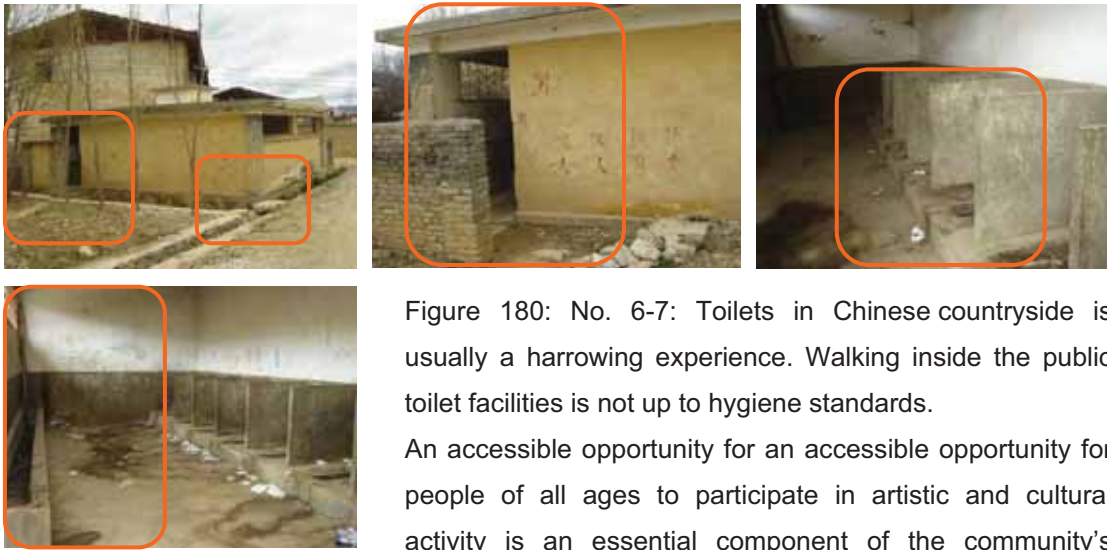 Figure 180: No. 6-7: Toilets in Chinese countryside is
usually a harrowing experience. Walking inside the public
toilet facilities is not up to hygiene standards.
An accessible opportunity for an accessible opportunity for
people of all ages to participate in artistic and cultura
activity is an essential component of the community's